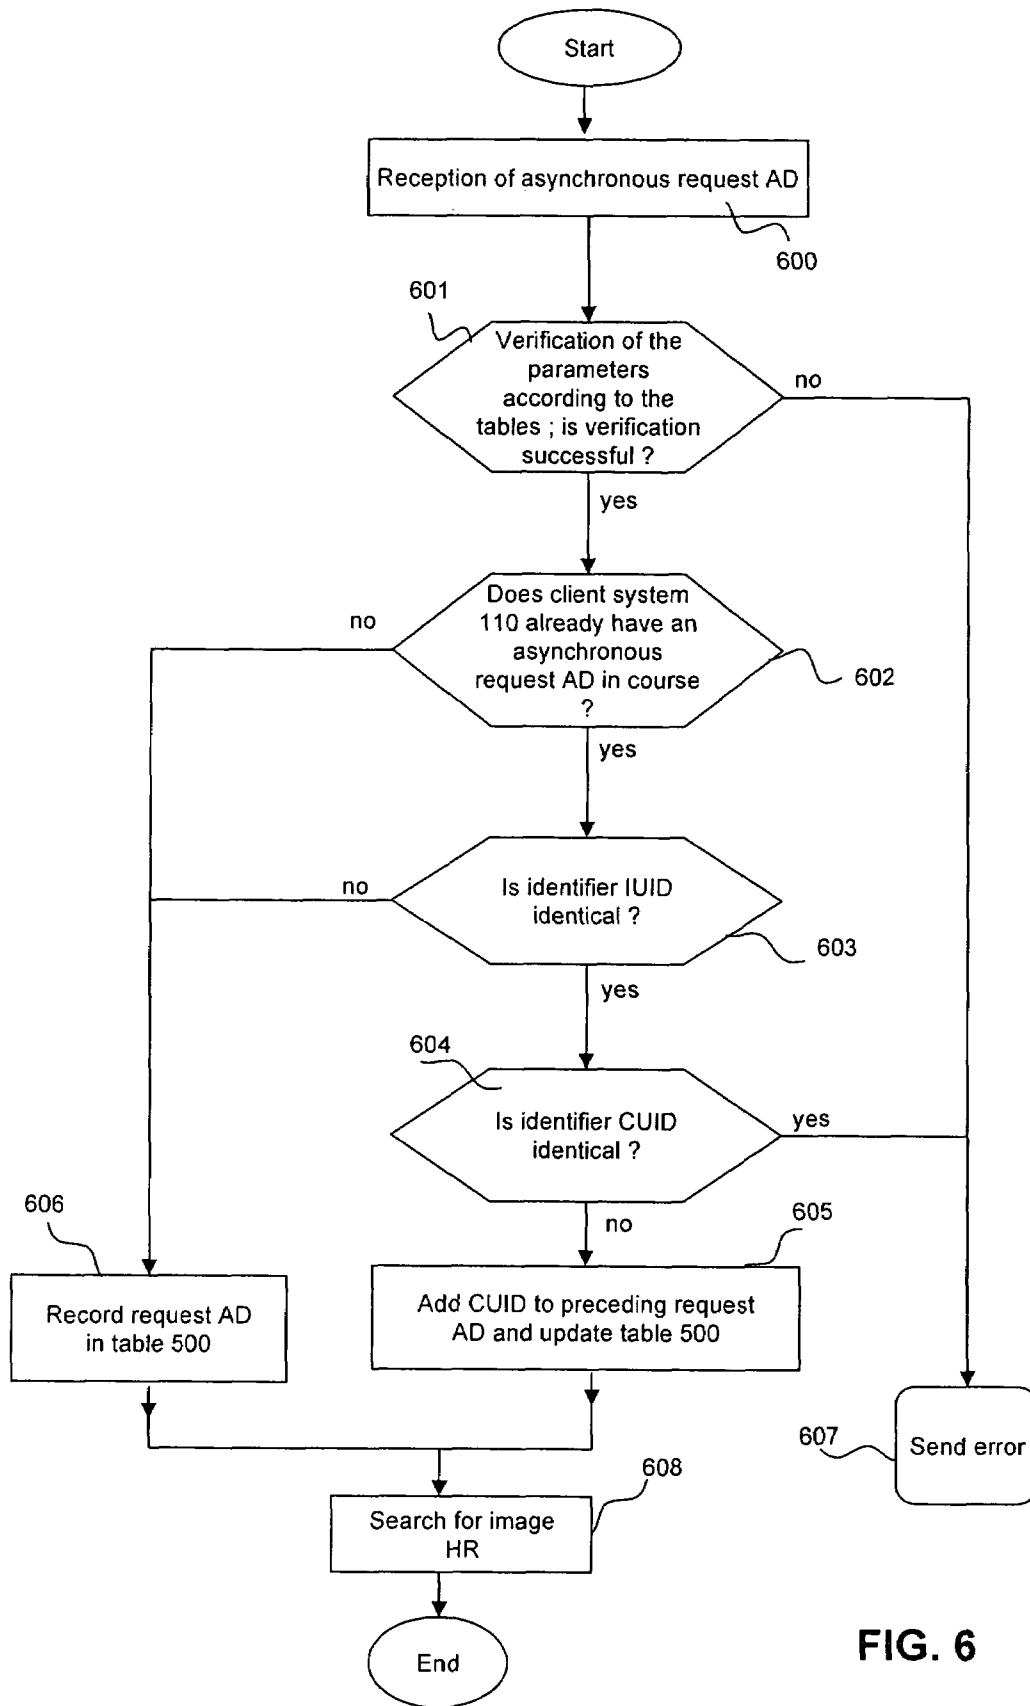 Start
Reception of asynchronous request AD
600
601
Verification of the
parameters
according to the
tables ; is verification
successful ?
no
yes
Does client system
110 already have an
asynchronous
request AD in course
?
no
602
yes
Is identifier IUID
identical ?
no
603
yes
604
Is identifier CUID
identical ?
yes
no
606
605
Record request AD
in table 500
Add CUID to preceding request
AD and update table 500
607
Send error
608
Search for image
HR
End
FIG. 6